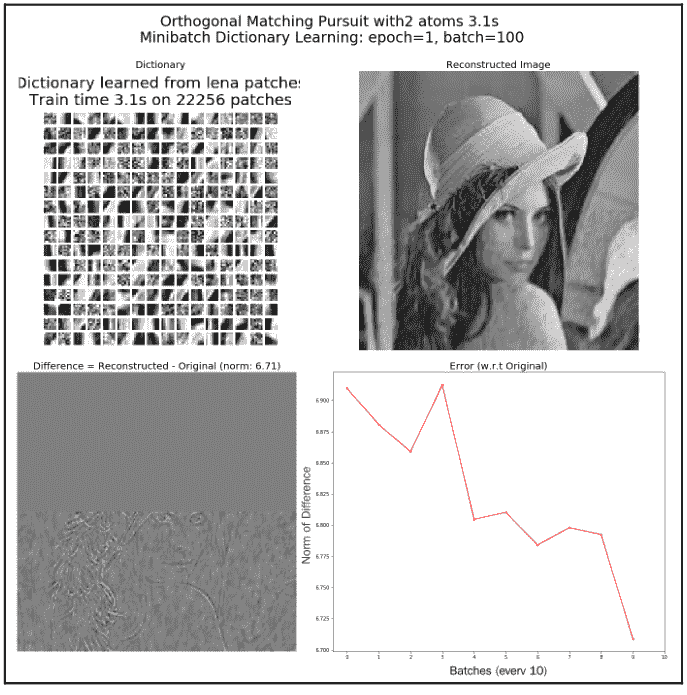 Orthogonal Matching Pursuit with2 atoms 3.1s
Minibatch Dictionary Learning: epoch=1, batch=100
Dictionary
Dictionary learned from lena patches
Train time 3.1s on 22256 patches
Reconstructed Image
Difference = Reconstructed - Original (norm: 6.71)
Error (w.r.t Original)
Norm of Difference
6.900
6.875
6.850
6.825
6.800
6.775
6.750
6.725
6.700
0 1 2 3 4 5 6 7 8 9 10
Batches (every 10)